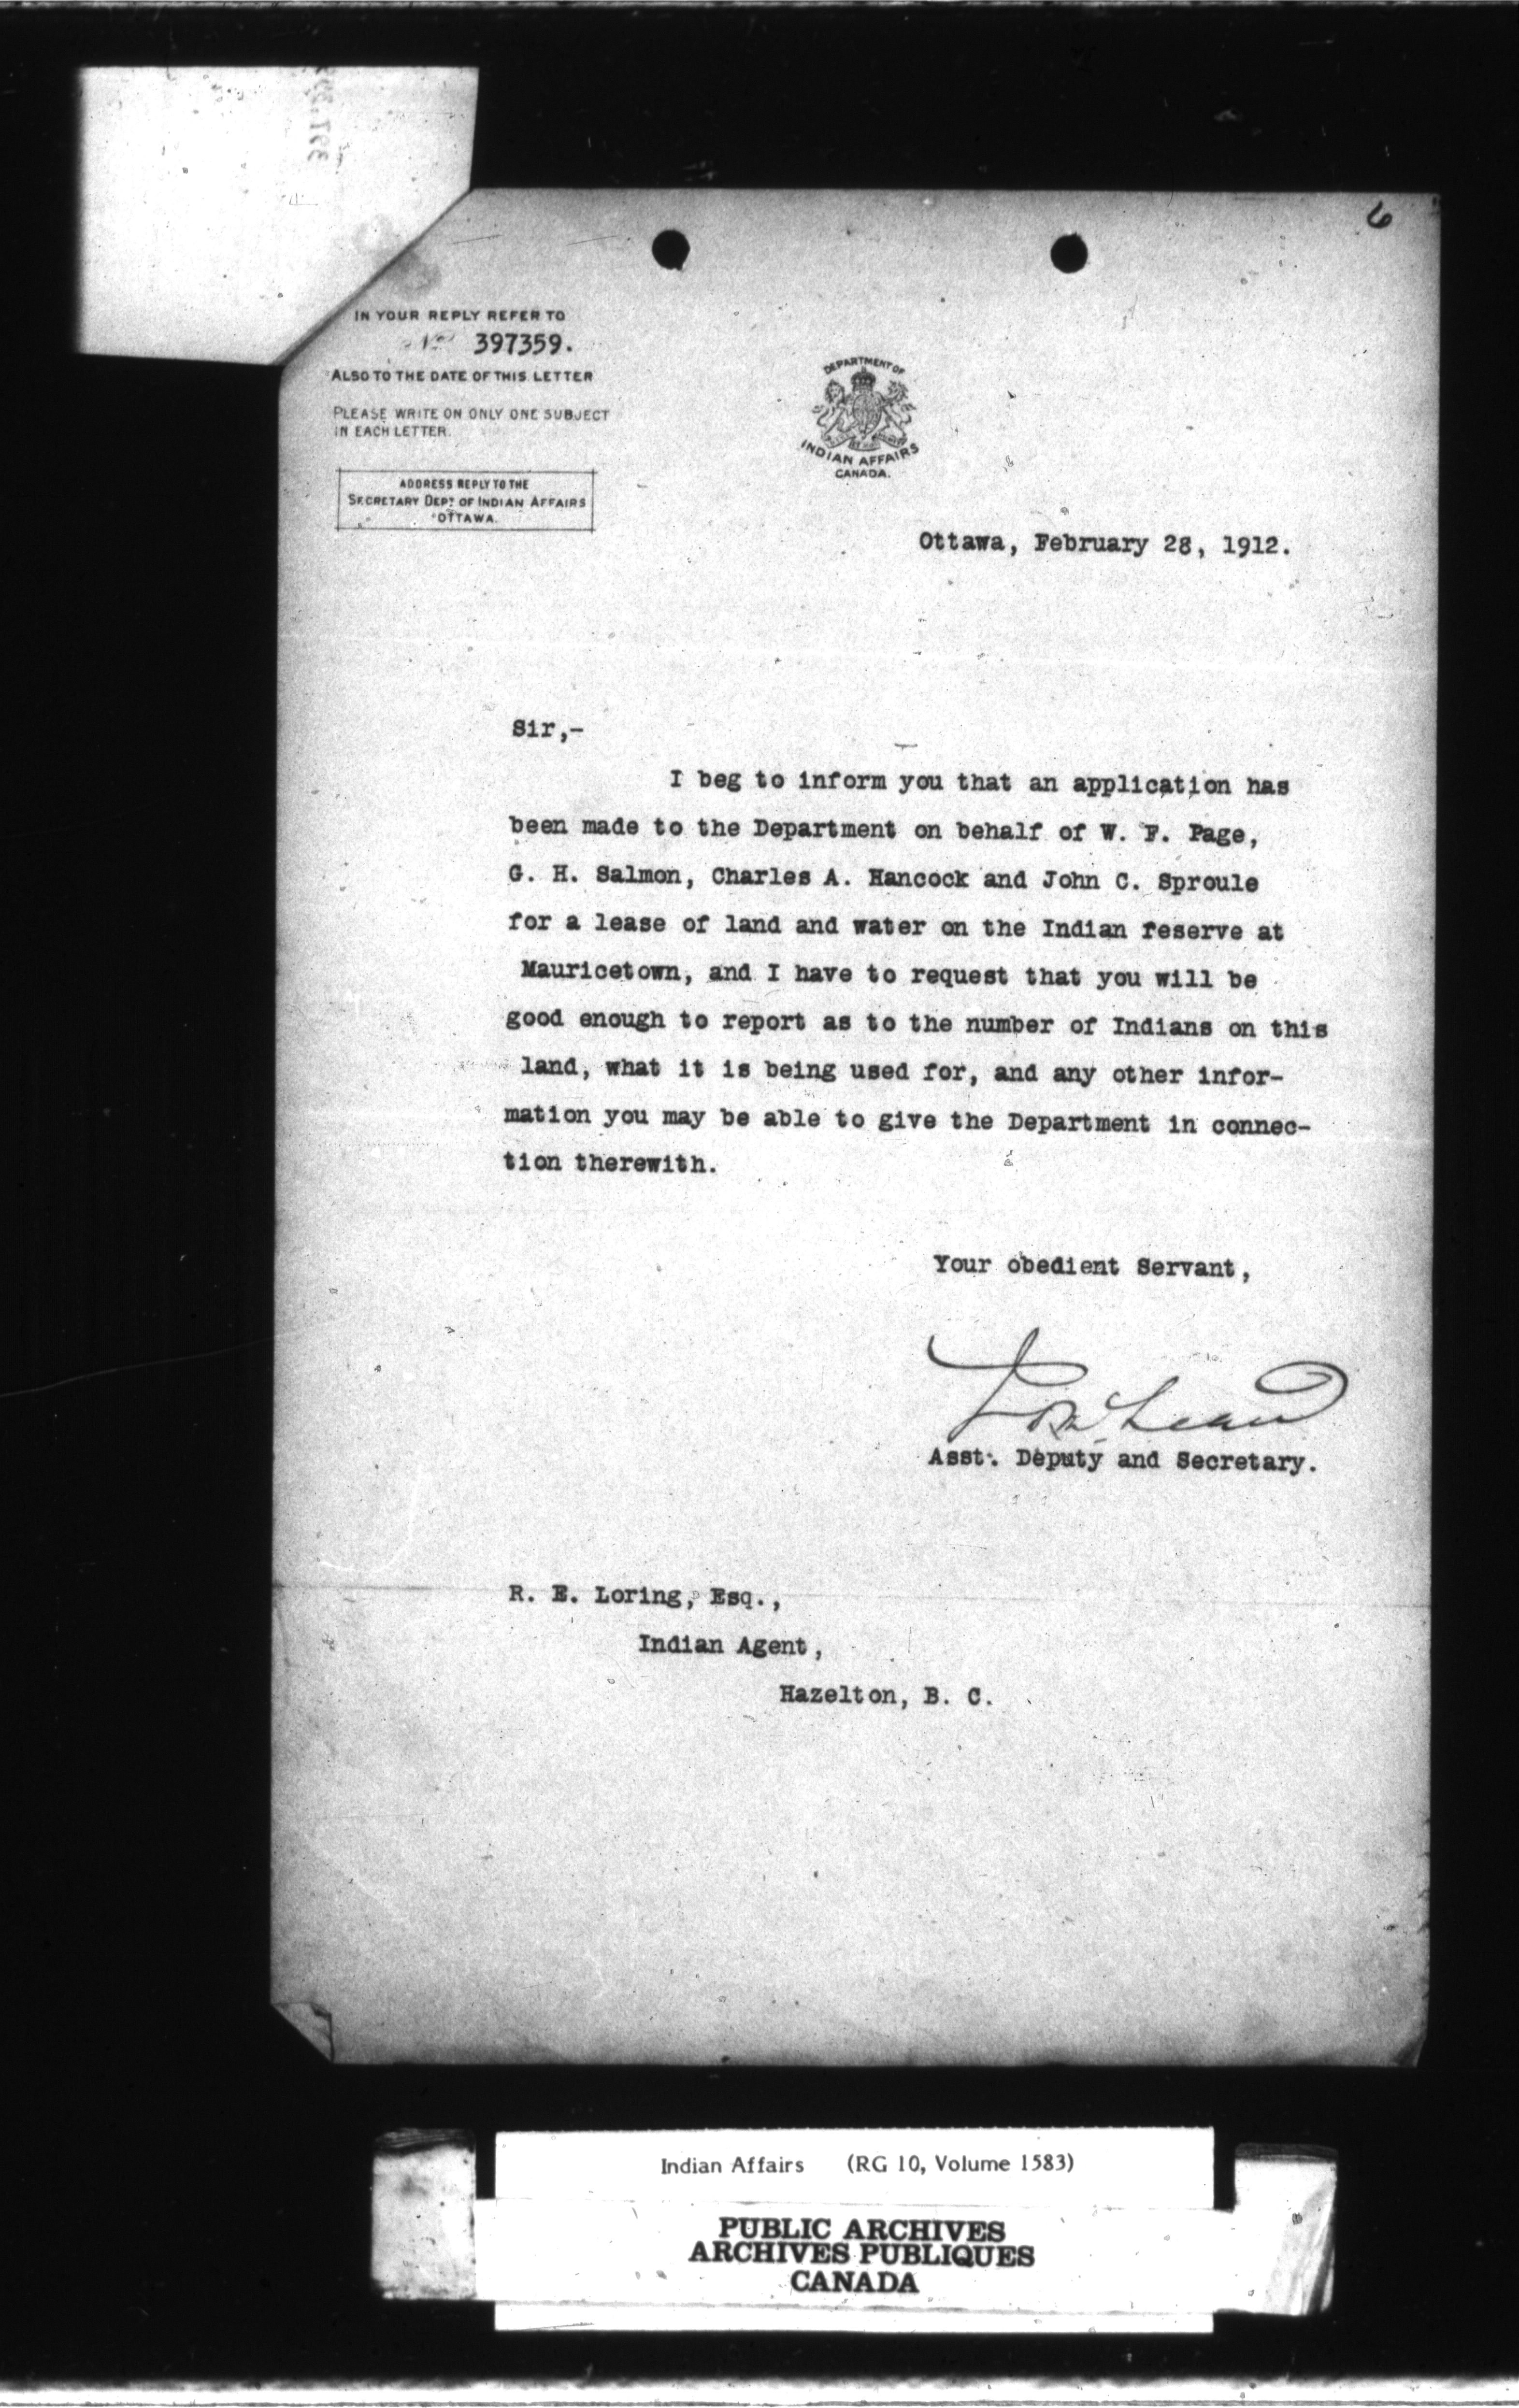 6
IN YOUR REPLY REFER TO
No 397359.
ALSO TO THE DATE OF THIS LETTER
PLEASE WRITE ON ONLY ONE SUBJECT
IN EACH LETTER.
ADDRESS REPLY TO THE
SECRETARY DEPT OF INDIAN AFFAIRS
OTTAWA.
DEPARTMENT OF
INDIAN AFFAIRS
CANADA.
Ottawa, February 28, 1912.
Sir,-
I beg to inform you that an application has
been made to the Department on behalf of W. F. Page,
G. H. Salmon, Charles A. Hancock and John C. Sproule
for a lease of land and water on the Indian reserve at
Mauricetown, and I have to request that you will be
good enough to report as to the number of Indians on this
land, what it is being used for, and any other infor-
mation you may be able to give the Department in connec-
tion therewith.
Your obedient Servant,
Asst. Deputy and Secretary.
R. E. Loring, Esq.,
Indian Agent,
Hazelton, B. C.
Indian Affairs (RG 10, Volume 1583)
PUBLIC ARCHIVES
ARCHIVES PUBLIQUES
CANADA